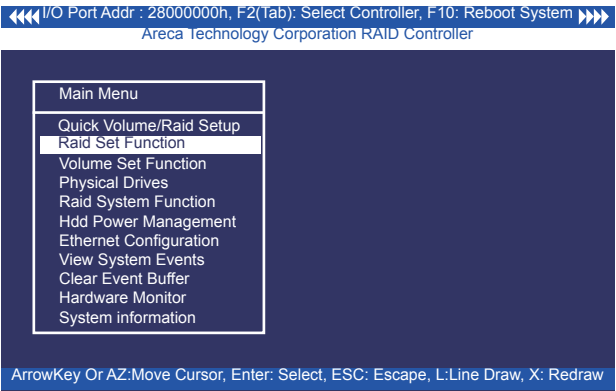 I/O Port Addr : 28000000h, F2(Tab): Select Controller, F10: Reboot System
Areca Technology Corporation RAID Controller
Main Menu
Quick Volume/Raid Setup
Raid Set Function
Volume Set Function
Physical Drives
Raid System Function
Hdd Power Management
Ethernet Configuration
View System Events
Clear Event Buffer
Hardware Monitor
System information
ArrowKey Or AZ:Move Cursor, Enter: Select, ESC: Escape, L:Line Draw, X: Redraw